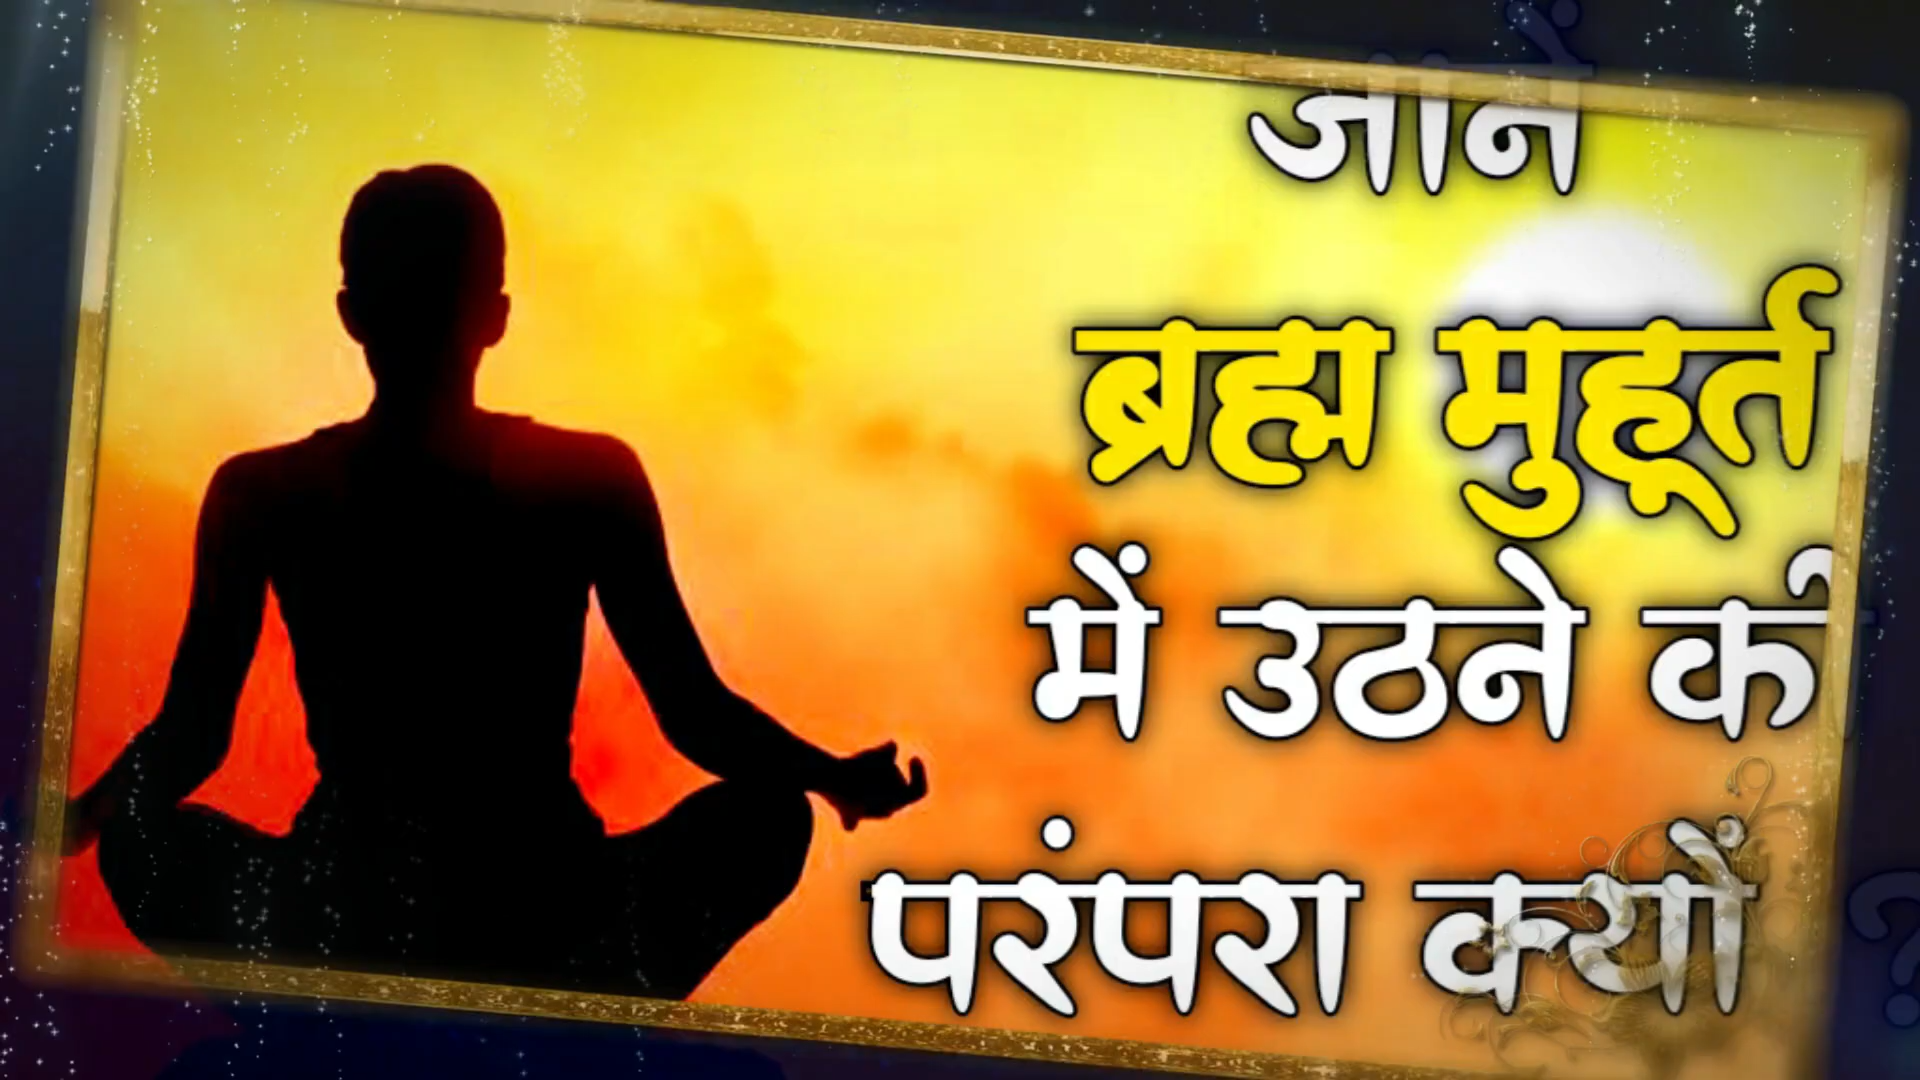 जानें
ब्रह्म मुहूर्त
में उठने की
परंपरा क्यों ?